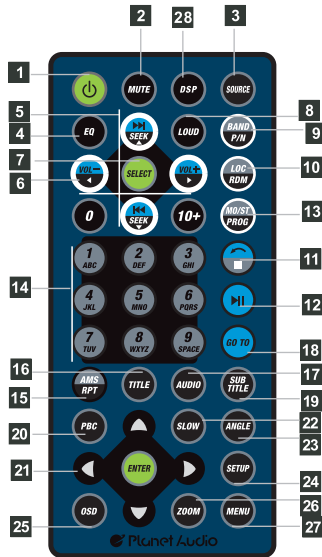 2
28
3
1
MUTE
DSP
SOURCE
5
8
4
EQ
SEEK
LOUD
BAND
P/N
9
7
VOL-
SELECT
VOL+
LOC
RDM
10
6
0
SEEK
10+
MO/ST
PROG
13
14
1
ABC
2
DEF
3
GHI
11
4
JKL
5
MNO
6
PQRS
12
7
TUV
8
WXYZ
9
SPACE
GO TO
18
16
17
15
AMS
RPT
TITLE
AUDIO
SUB
TITLE
19
20
PBC
SLOW
ANGLE
22
23
21
ENTER
SETUP
24
25
OSD
ZOOM
MENU
26
27
Planet Audio